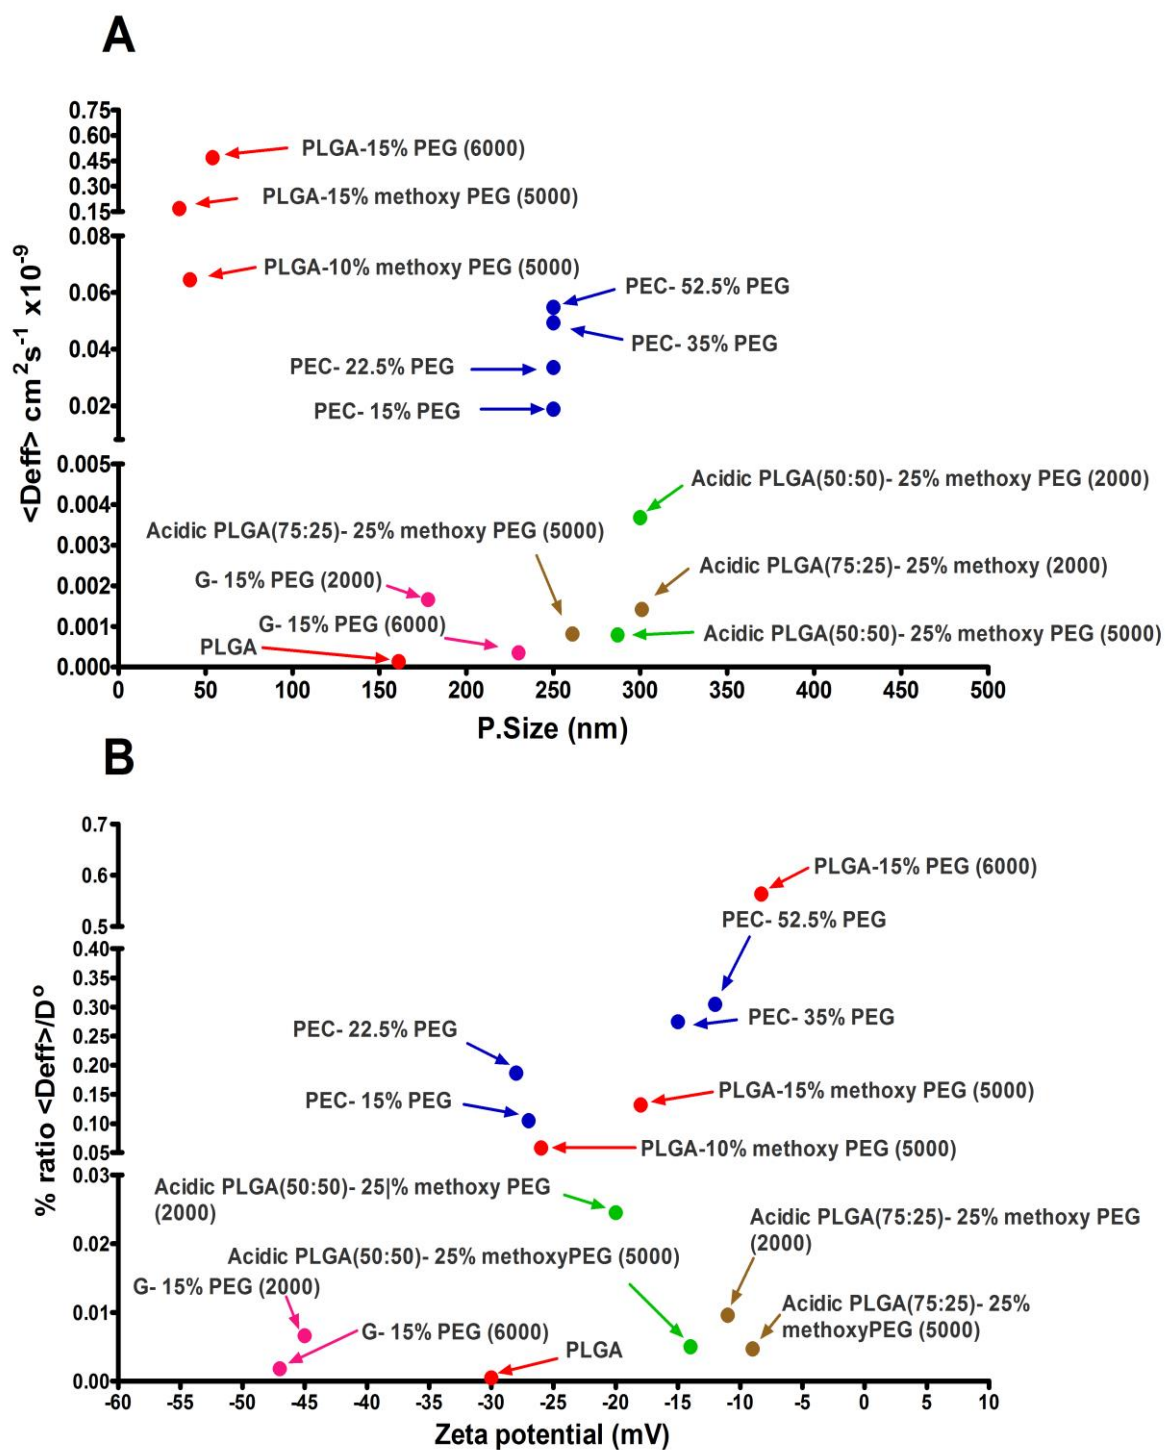 A
0.75
0.60
PLGA-15% PEG (6000)
0.45
0.30
PLGA-15% methoxy PEG (5000)
0.15
0.08
PLGA-10% methoxy PEG (5000)
PEC- 52.5% PEG
0.06
PEC- 35% PEG
0.04
PEC- 22.5% PEG
PEC- 15% PEG
0.02
<Deff> cm²s⁻¹ x10⁻⁹
0.005
Acidic PLGA(50:50)- 25% methoxy PEG (2000)
0.004
Acidic PLGA(75:25)- 25% methoxy PEG (5000)
0.003
Acidic PLGA(75:25)- 25% methoxy (2000)
G- 15% PEG (2000)
0.002
G- 15% PEG (6000)
Acidic PLGA(50:50)- 25% methoxy PEG (5000)
0.001
PLGA
0.000
0 50 100 150 200 250 300 350 400 450 500
P.Size (nm)
B
0.7
PLGA-15% PEG (6000)
0.6
PEC- 52.5% PEG
0.5
0.40
0.35
PEC- 35% PEG
0.30
PEC- 22.5% PEG
0.25
0.20
PLGA-15% methoxy PEG (5000)
0.15
PEC- 15% PEG
0.10
PLGA-10% methoxy PEG (5000)
0.05
% ratio <Deff>/D°
0.03
Acidic PLGA(50:50)- 25|% methoxy PEG
(2000)
Acidic PLGA(75:25)- 25% methoxy PEG
(2000)
0.02
Acidic PLGA(50:50)- 25% methoxyPEG (5000)
G- 15% PEG (2000)
Acidic PLGA(75:25)- 25%
methoxyPEG (5000)
0.01
G- 15% PEG (6000)
PLGA
0.00
-60 -55 -50 -45 -40 -35 -30 -25 -20 -15 -10 -5 0 5 10
Zeta potential (mV)